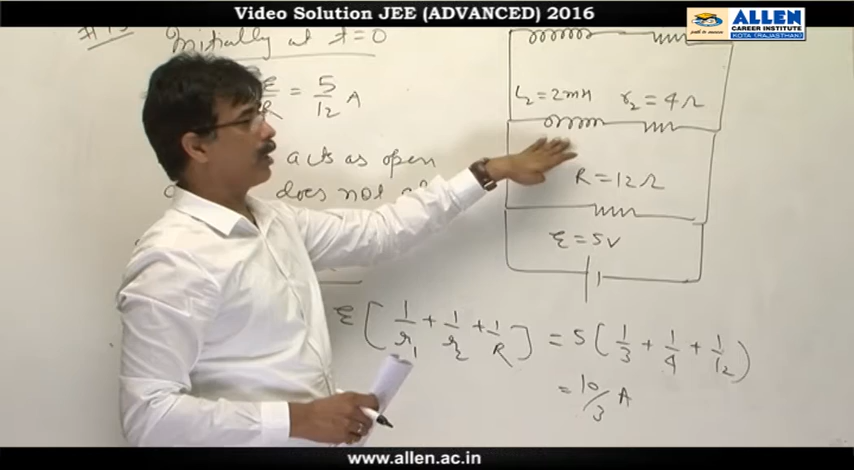 Video Solution JEE (ADVANCED) 2016
ALLEN
CAREER INSTITUTE
KOTA (RAJASTHAN)
Initially at t=0
= 5/12 A
L₂ = 2mH r₂ = 4Ω
acts as open
does not
R = 12Ω
ε = 5V
ε [ 1/r₁ + 1/r₂ + 1/R ] = 5 ( 1/3 + 1/4 + 1/12 )
= 10/3 A
www.allen.ac.in